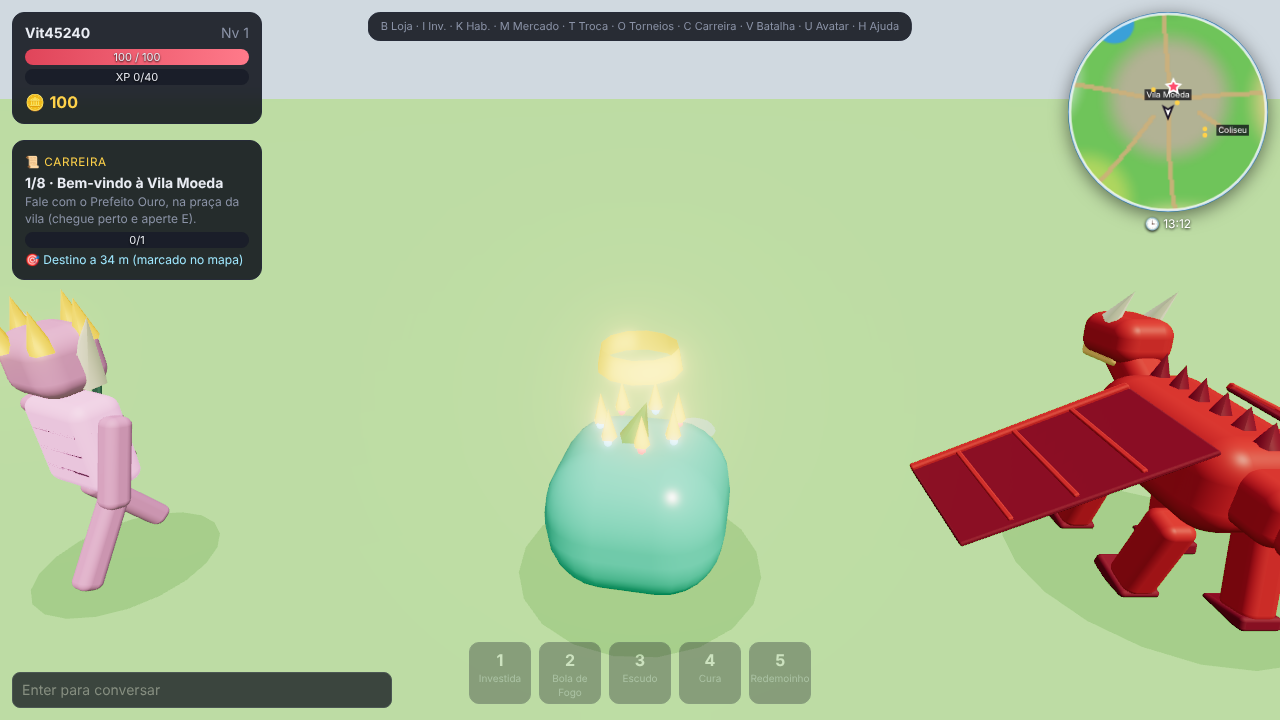 Vit45240
Nv 1
100 / 100
XP 0/40
100
CARREIRA
1/8 · Bem-vindo à Vila Moeda
Fale com o Prefeito Ouro, na praça da
vila (chegue perto e aperte E).
0/1
Destino a 34 m (marcado no mapa)
B Loja · I Inv. · K Hab. · M Mercado · T Troca · O Torneios · C Carreira · V Batalha · U Avatar · H Ajuda
Vila Moeda
Coliseu
13:12
Enter para conversar
1
Investida
2
Bola de
Fogo
3
Escudo
4
Cura
5
Redemoinho